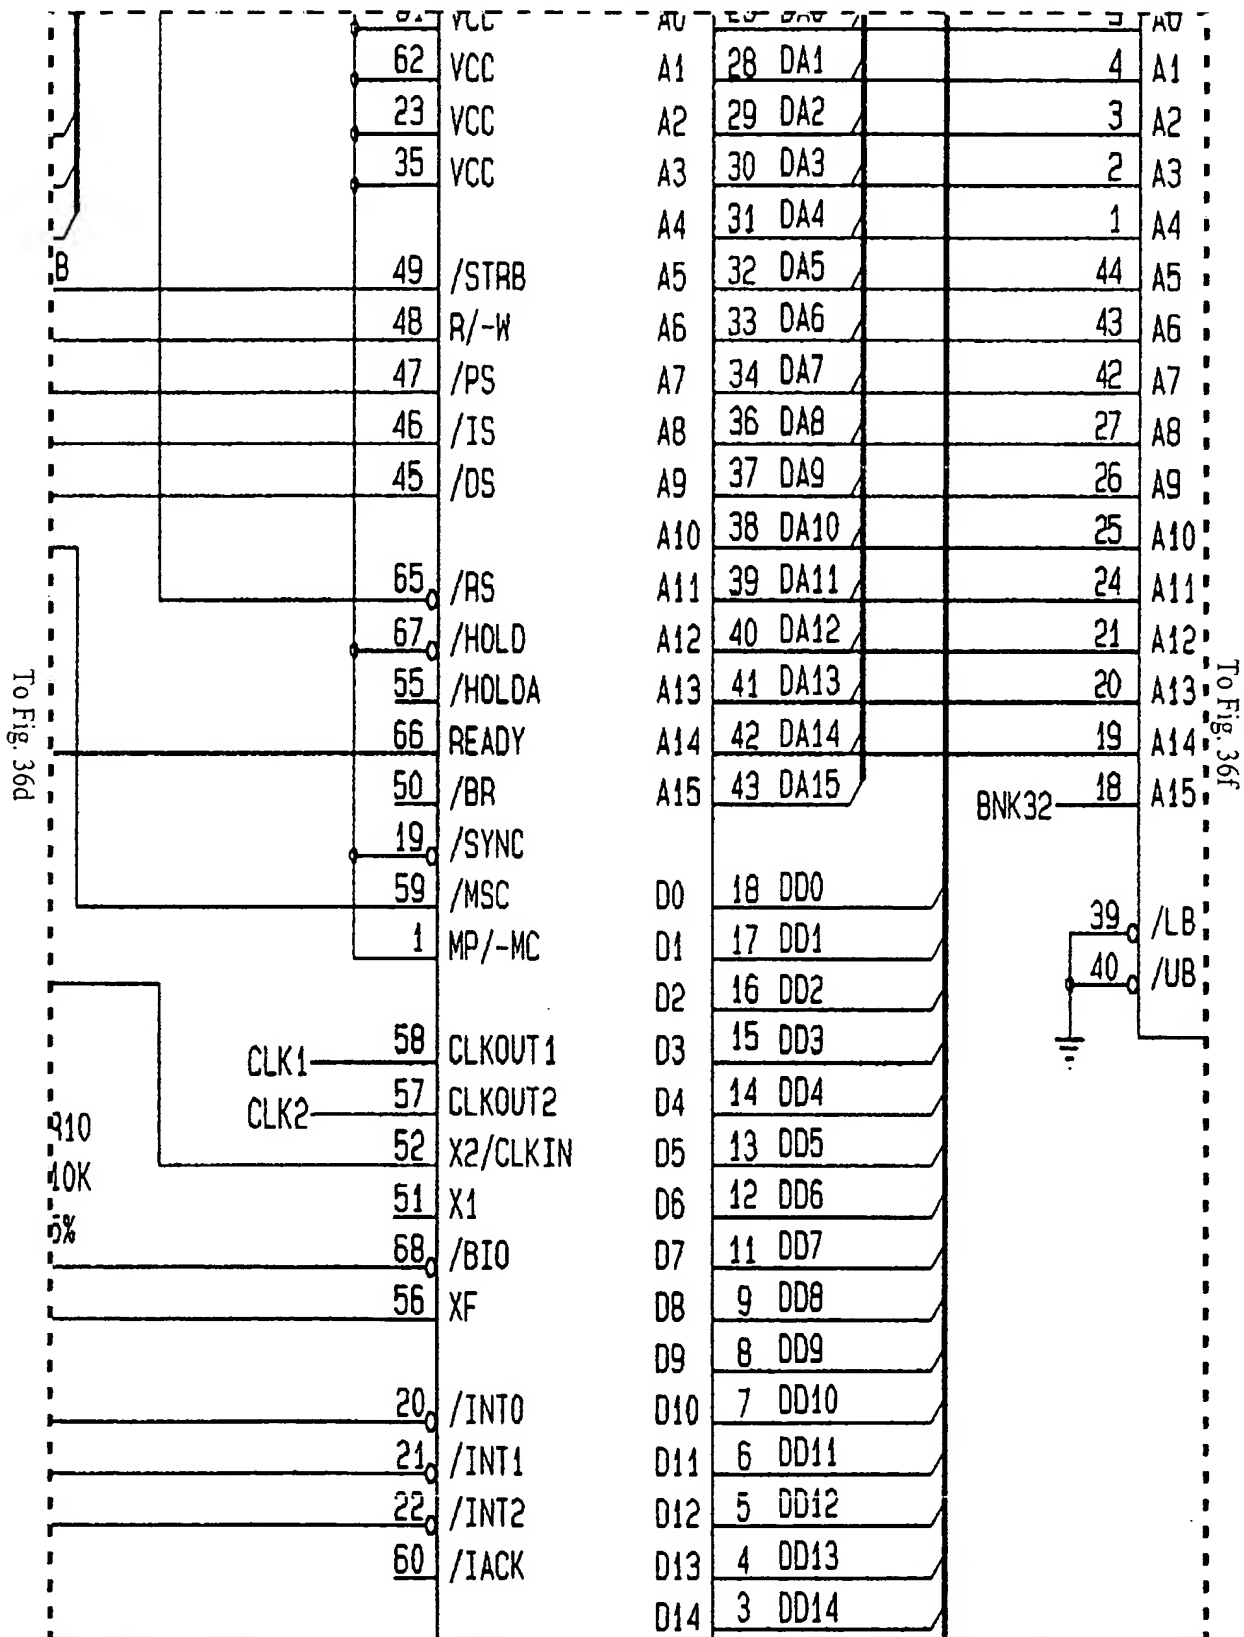 VCC A0 A0
62 VCC A1 28 DA1 4 A1
23 VCC A2 29 DA2 3 A2
35 VCC A3 30 DA3 2 A3
A4 31 DA4 1 A4
B 49 /STRB A5 32 DA5 44 A5
48 R/-W A6 33 DA6 43 A6
47 /PS A7 34 DA7 42 A7
46 /IS A8 36 DA8 27 A8
45 /DS A9 37 DA9 26 A9
A10 38 DA10 25 A10
65 /RS A11 39 DA11 24 A11
67 /HOLD A12 40 DA12 21 A12
55 /HOLDA A13 41 DA13 20 A13
66 READY A14 42 DA14 19 A14
50 /BR A15 43 DA15 BNK32 18 A15
19 /SYNC
59 /MSC D0 18 DD0 39 /LB
1 MP/-MC D1 17 DD1 40 /UB
D2 16 DD2
CLK1 58 CLKOUT1 D3 15 DD3
CLK2 57 CLKOUT2 D4 14 DD4
R10
52 X2/CLKIN D5 13 DD5
10K
51 X1 D6 12 DD6
5%
68 /BIO D7 11 DD7
56 XF D8 9 DD8
D9 8 DD9
20 /INT0 D10 7 DD10
21 /INT1 D11 6 DD11
22 /INT2 D12 5 DD12
60 /IACK D13 4 DD13
D14 3 DD14
To Fig. 36d
To Fig. 36f